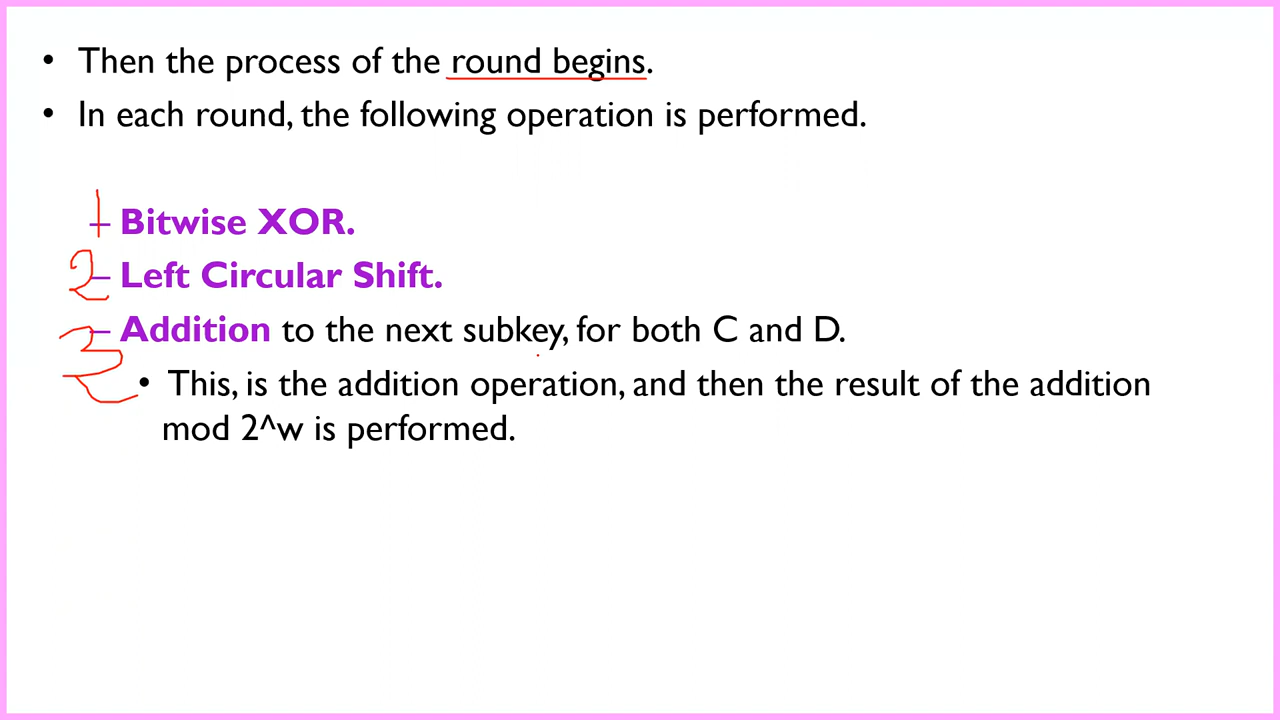 • Then the process of the round begins.
• In each round, the following operation is performed.
1 – Bitwise XOR.
2 – Left Circular Shift.
3 – Addition to the next subkey, for both C and D.
• This, is the addition operation, and then the result of the addition
mod 2^w is performed.